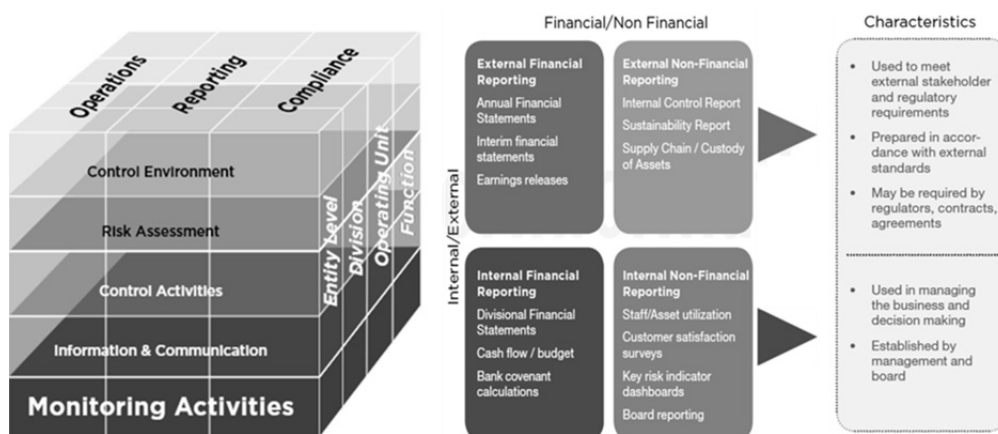 Operations
Reporting
Compliance
Control Environment
Risk Assessment
Control Activities
Information & Communication
Monitoring Activities
Entity Level
Division
Operating Unit
Function
Financial/Non Financial
Internal/External
External Financial
Reporting
Annual Financial
Statements
Interim financial
statements
Earnings releases
External Non-Financial
Reporting
Internal Control Report
Sustainability Report
Supply Chain / Custody
of Assets
Internal Financial
Reporting
Divisional Financial
Statements
Cash flow / budget
Bank covenant
calculations
Internal Non-Financial
Reporting
Staff/Asset utilization
Customer satisfaction
surveys
Key risk indicator
dashboards
Board reporting
Characteristics
• Used to meet
external stakeholder
and regulatory
requirements
• Prepared in accor-
dance with external
standards
• May be required by
regulators, contracts,
agreements
• Used in managing
the business and
decision making
• Established by
management and
board